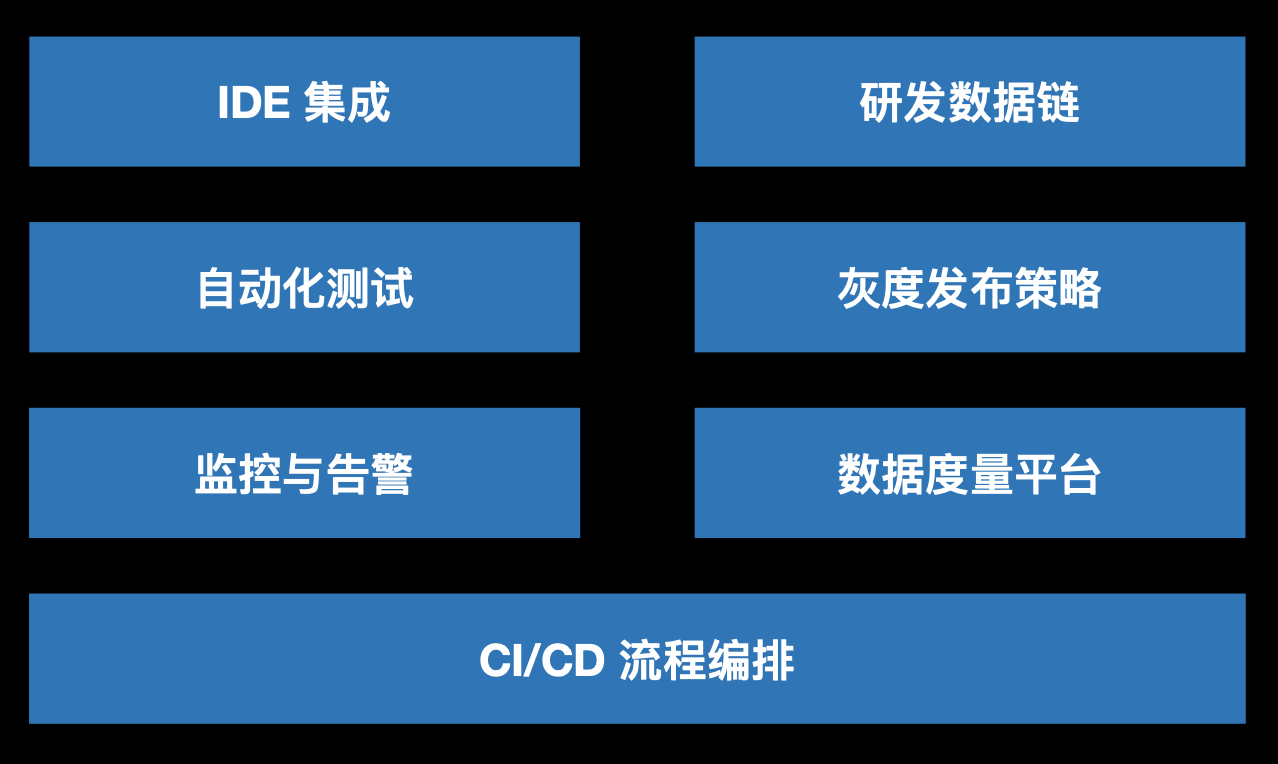 IDE 集成
研发数据链
自动化测试
灰度发布策略
监控与告警
数据度量平台
CI/CD 流程编排